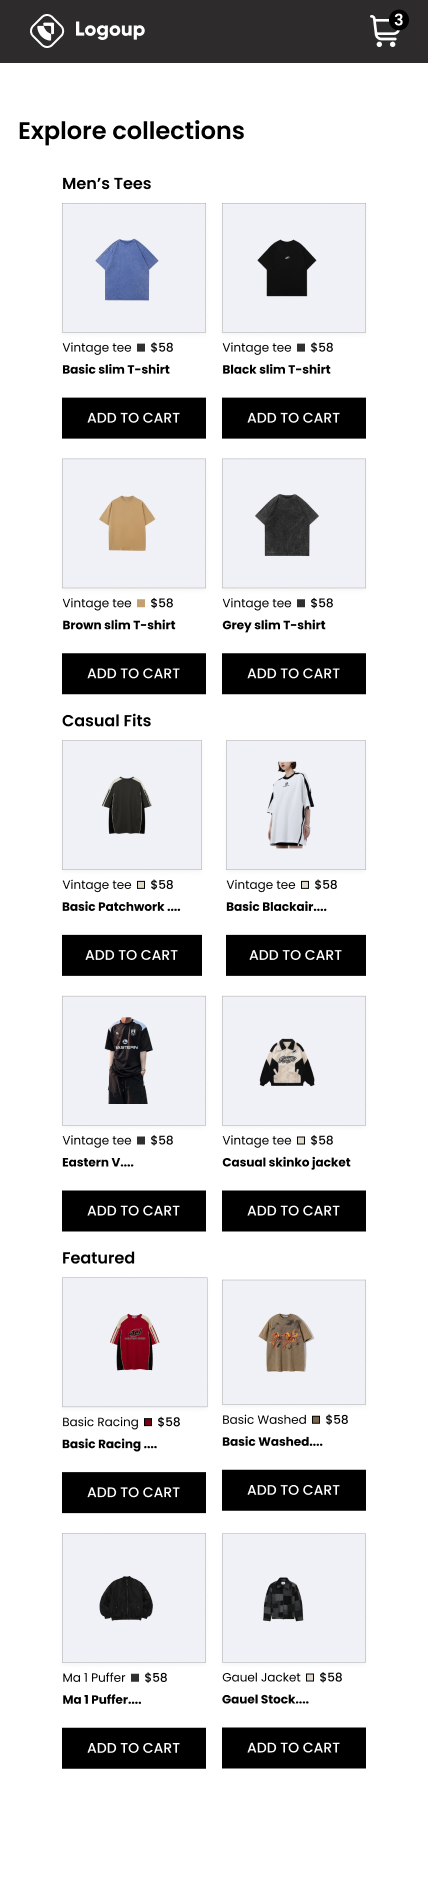 Logoup
3
Explore collections
Men’s Tees
Vintage tee $58
Basic slim T-shirt
ADD TO CART
Vintage tee $58
Black slim T-shirt
ADD TO CART
Vintage tee $58
Brown slim T-shirt
ADD TO CART
Vintage tee $58
Grey slim T-shirt
ADD TO CART
Casual Fits
Vintage tee $58
Basic Patchwork ....
ADD TO CART
Vintage tee $58
Basic Blackair....
ADD TO CART
EASTERN
Vintage tee $58
Eastern V....
ADD TO CART
Vintage tee $58
Casual skinko jacket
ADD TO CART
Featured
Basic Racing $58
Basic Racing ....
ADD TO CART
Basic Washed $58
Basic Washed....
ADD TO CART
Ma 1 Puffer $58
Ma 1 Puffer....
ADD TO CART
Gauel Jacket $58
Gauel Stock....
ADD TO CART